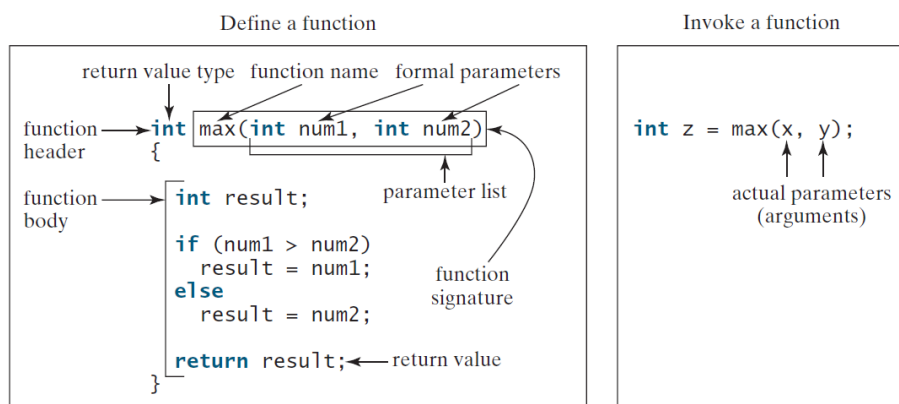 Define a function
Invoke a function
return value type function name formal parameters
function header
int max(int num1, int num2)
{
parameter list
function body
int result;
if (num1 > num2)
result = num1;
else
result = num2;
function signature
return result;
return value
}
int z = max(x, y);
actual parameters
(arguments)